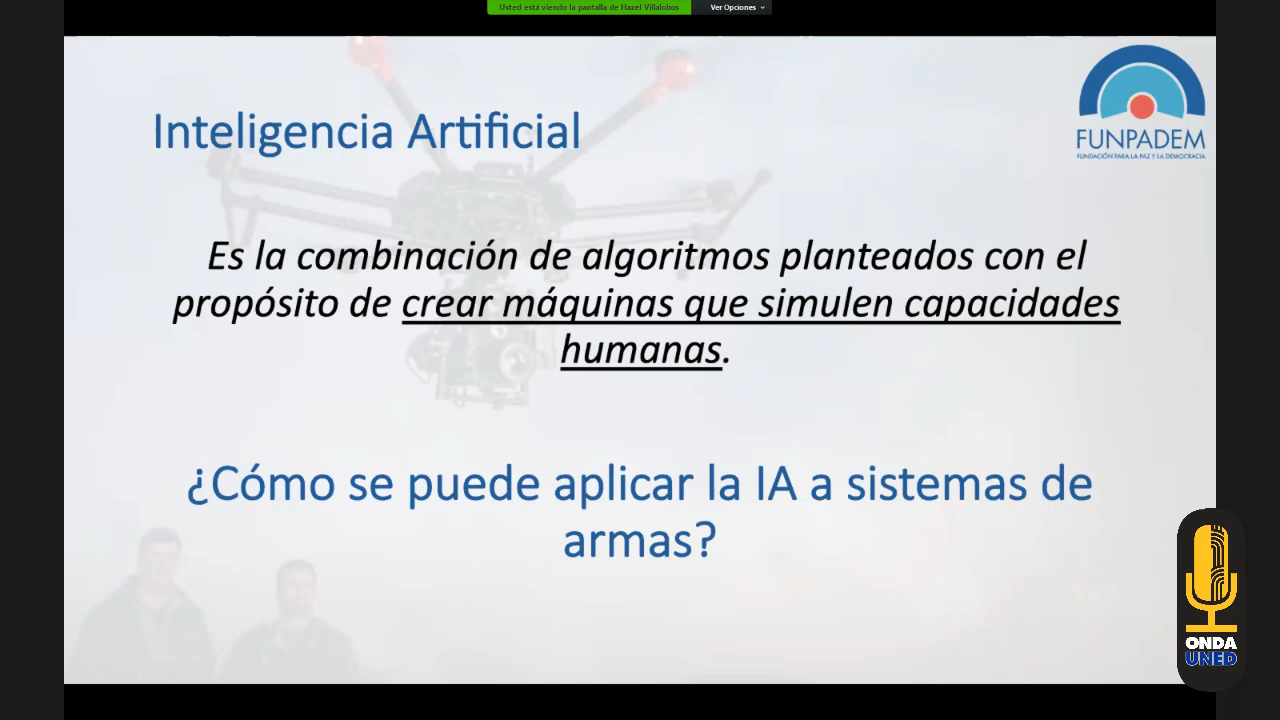 Usted está viendo la pantalla de Hazel Villalobos
Ver Opciones
FUNPADEM
FUNDACIÓN PARA LA PAZ Y LA DEMOCRACIA
Inteligencia Artificial
Es la combinación de algoritmos planteados con el
propósito de crear máquinas que simulen capacidades
humanas.
¿Cómo se puede aplicar la IA a sistemas de
armas?
ONDA
UNED